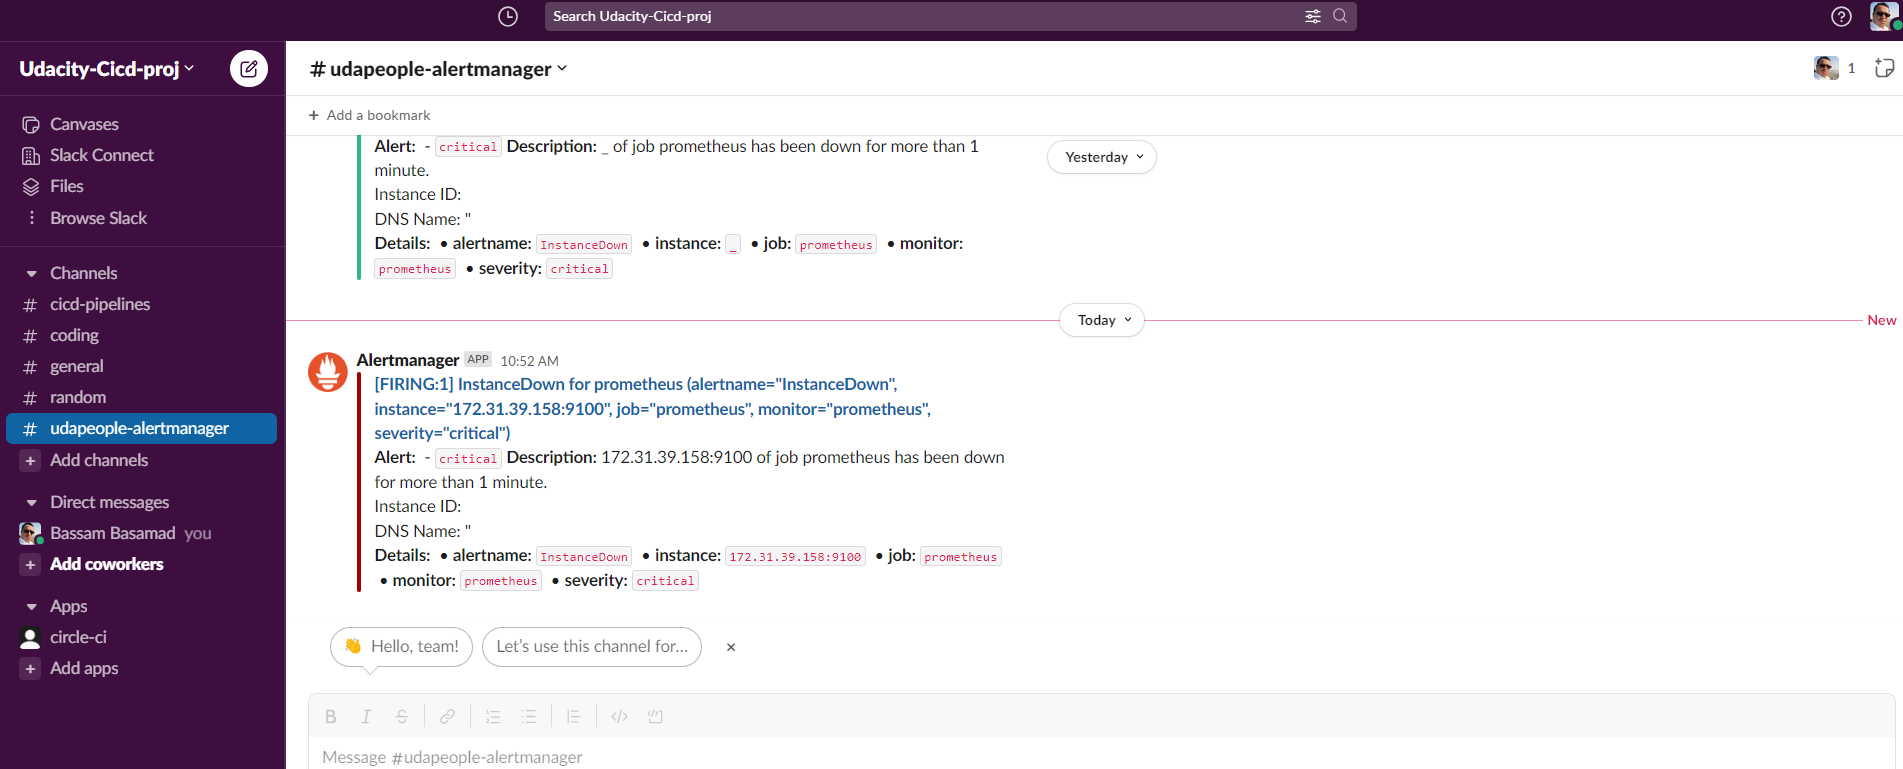 Search Udacity-Cicd-proj
Udacity-Cicd-proj
Canvases
Slack Connect
Files
Browse Slack
Channels
# cicd-pipelines
# coding
# general
# random
# udapeople-alertmanager
+ Add channels
Direct messages
Bassam Basamad you
+ Add coworkers
Apps
circle-ci
+ Add apps
# udapeople-alertmanager
1
+ Add a bookmark
Yesterday
Alert: - critical Description: _ of job prometheus has been down for more than 1
minute.
Instance ID:
DNS Name: "
Details: • alertname: InstanceDown • instance: _ • job: prometheus • monitor:
prometheus • severity: critical
Today
New
Alertmanager APP 10:52 AM
[FIRING:1] InstanceDown for prometheus (alertname="InstanceDown",
instance="172.31.39.158:9100", job="prometheus", monitor="prometheus",
severity="critical")
Alert: - critical Description: 172.31.39.158:9100 of job prometheus has been down
for more than 1 minute.
Instance ID:
DNS Name: "
Details: • alertname: InstanceDown • instance: 172.31.39.158:9100 • job: prometheus
• monitor: prometheus • severity: critical
👋 Hello, team!
Let's use this channel for...
Message #udapeople-alertmanager